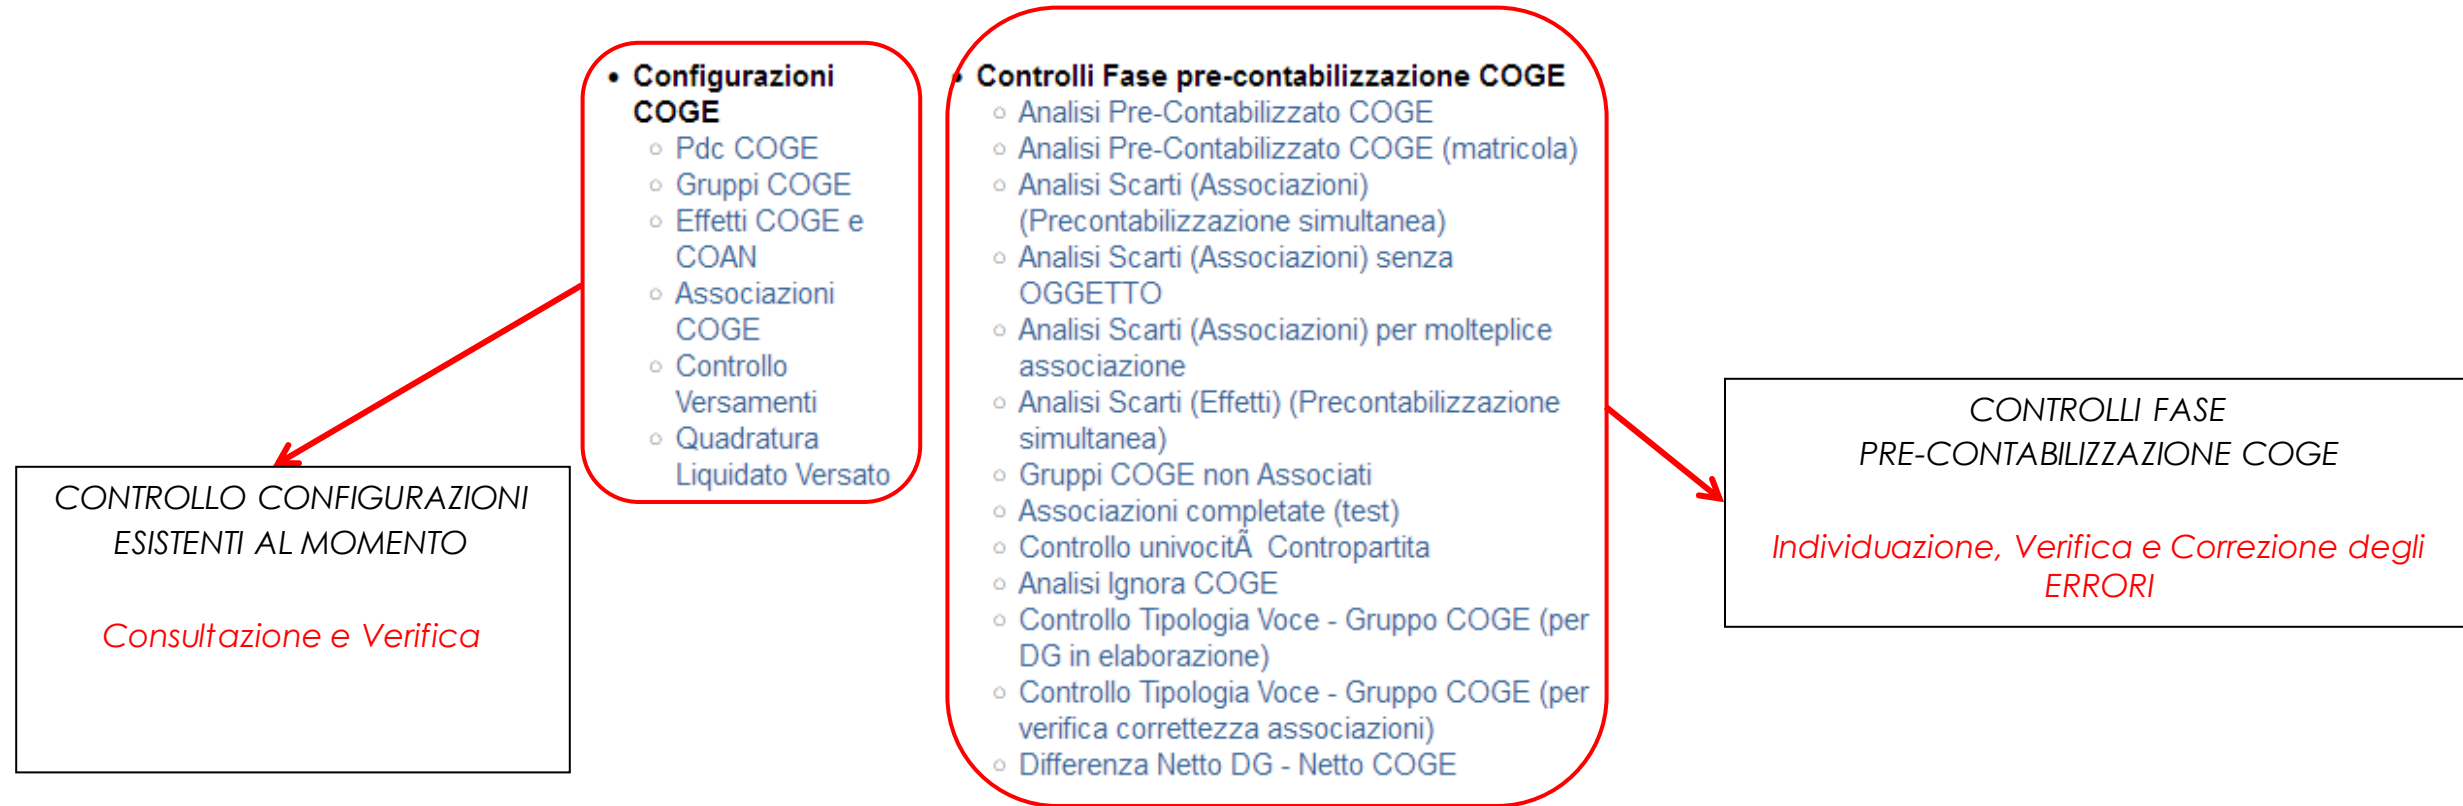 • Configurazioni
COGE
◦ Pdc COGE
◦ Gruppi COGE
◦ Effetti COGE e
COAN
◦ Associazioni
COGE
◦ Controllo
Versamenti
◦ Quadratura
Liquidato Versato
• Controlli Fase pre-contabilizzazione COGE
◦ Analisi Pre-Contabilizzato COGE
◦ Analisi Pre-Contabilizzato COGE (matricola)
◦ Analisi Scarti (Associazioni)
(Precontabilizzazione simultanea)
◦ Analisi Scarti (Associazioni) senza
OGGETTO
◦ Analisi Scarti (Associazioni) per molteplice
associazione
◦ Analisi Scarti (Effetti) (Precontabilizzazione
simultanea)
◦ Gruppi COGE non Associati
◦ Associazioni completate (test)
◦ Controllo univocitÃ  Contropartita
◦ Analisi Ignora COGE
◦ Controllo Tipologia Voce - Gruppo COGE (per
DG in elaborazione)
◦ Controllo Tipologia Voce - Gruppo COGE (per
verifica correttezza associazioni)
◦ Differenza Netto DG - Netto COGE
CONTROLLO CONFIGURAZIONI
ESISTENTI AL MOMENTO
Consultazione e Verifica
CONTROLLI FASE
PRE-CONTABILIZZAZIONE COGE
Individuazione, Verifica e Correzione degli
ERRORI